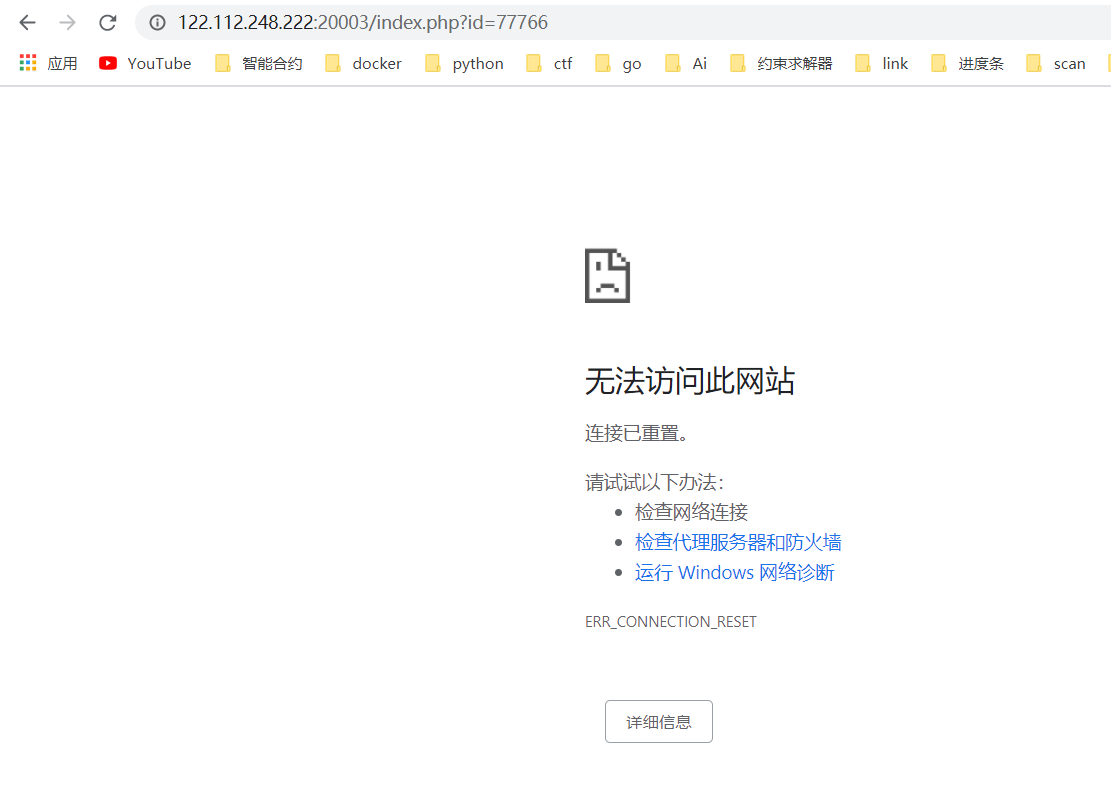 122.112.248.222:20003/index.php?id=77766
应用 YouTube 智能合约 docker python ctf go Ai 约束求解器 link 进度条 scan
无法访问此网站
连接已重置。
请试试以下办法：
• 检查网络连接
• 检查代理服务器和防火墙
• 运行 Windows 网络诊断
ERR_CONNECTION_RESET
详细信息